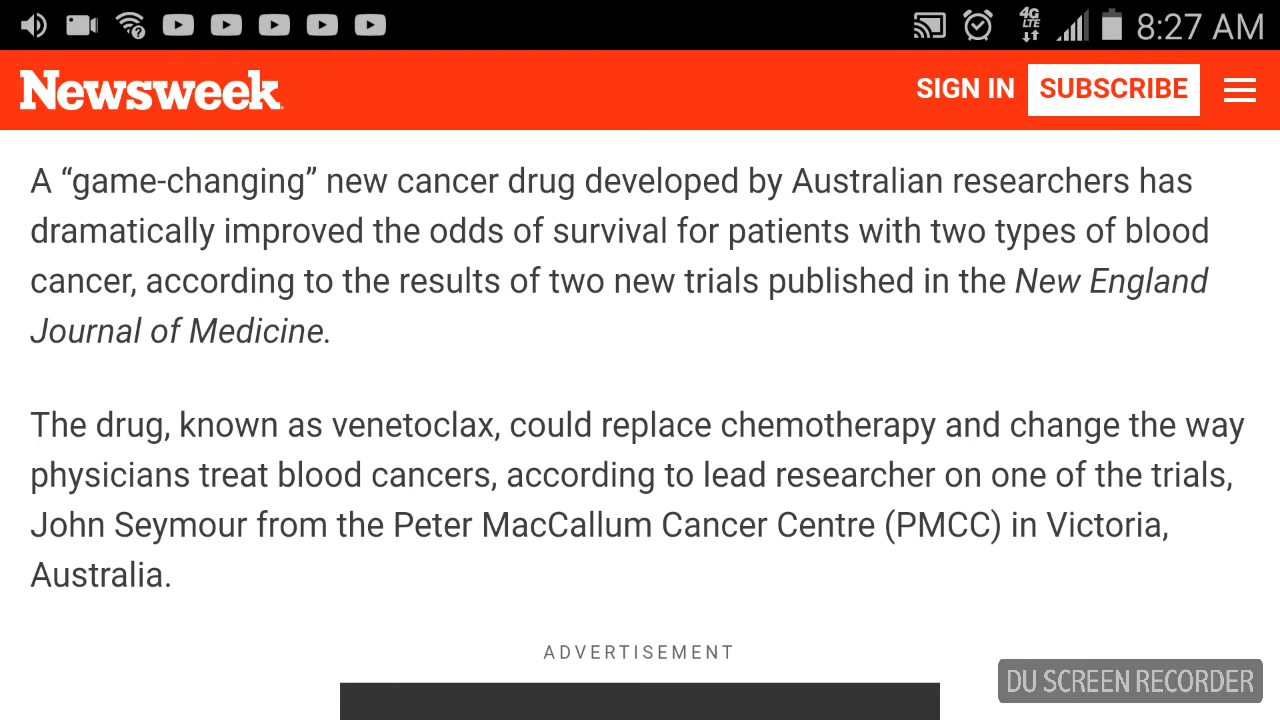 4G
LTE
8:27 AM
Newsweek
SIGN IN
SUBSCRIBE
A “game-changing” new cancer drug developed by Australian researchers has
dramatically improved the odds of survival for patients with two types of blood
cancer, according to the results of two new trials published in the New England
Journal of Medicine.
The drug, known as venetoclax, could replace chemotherapy and change the way
physicians treat blood cancers, according to lead researcher on one of the trials,
John Seymour from the Peter MacCallum Cancer Centre (PMCC) in Victoria,
Australia.
ADVERTISEMENT
DU SCREEN RECORDER